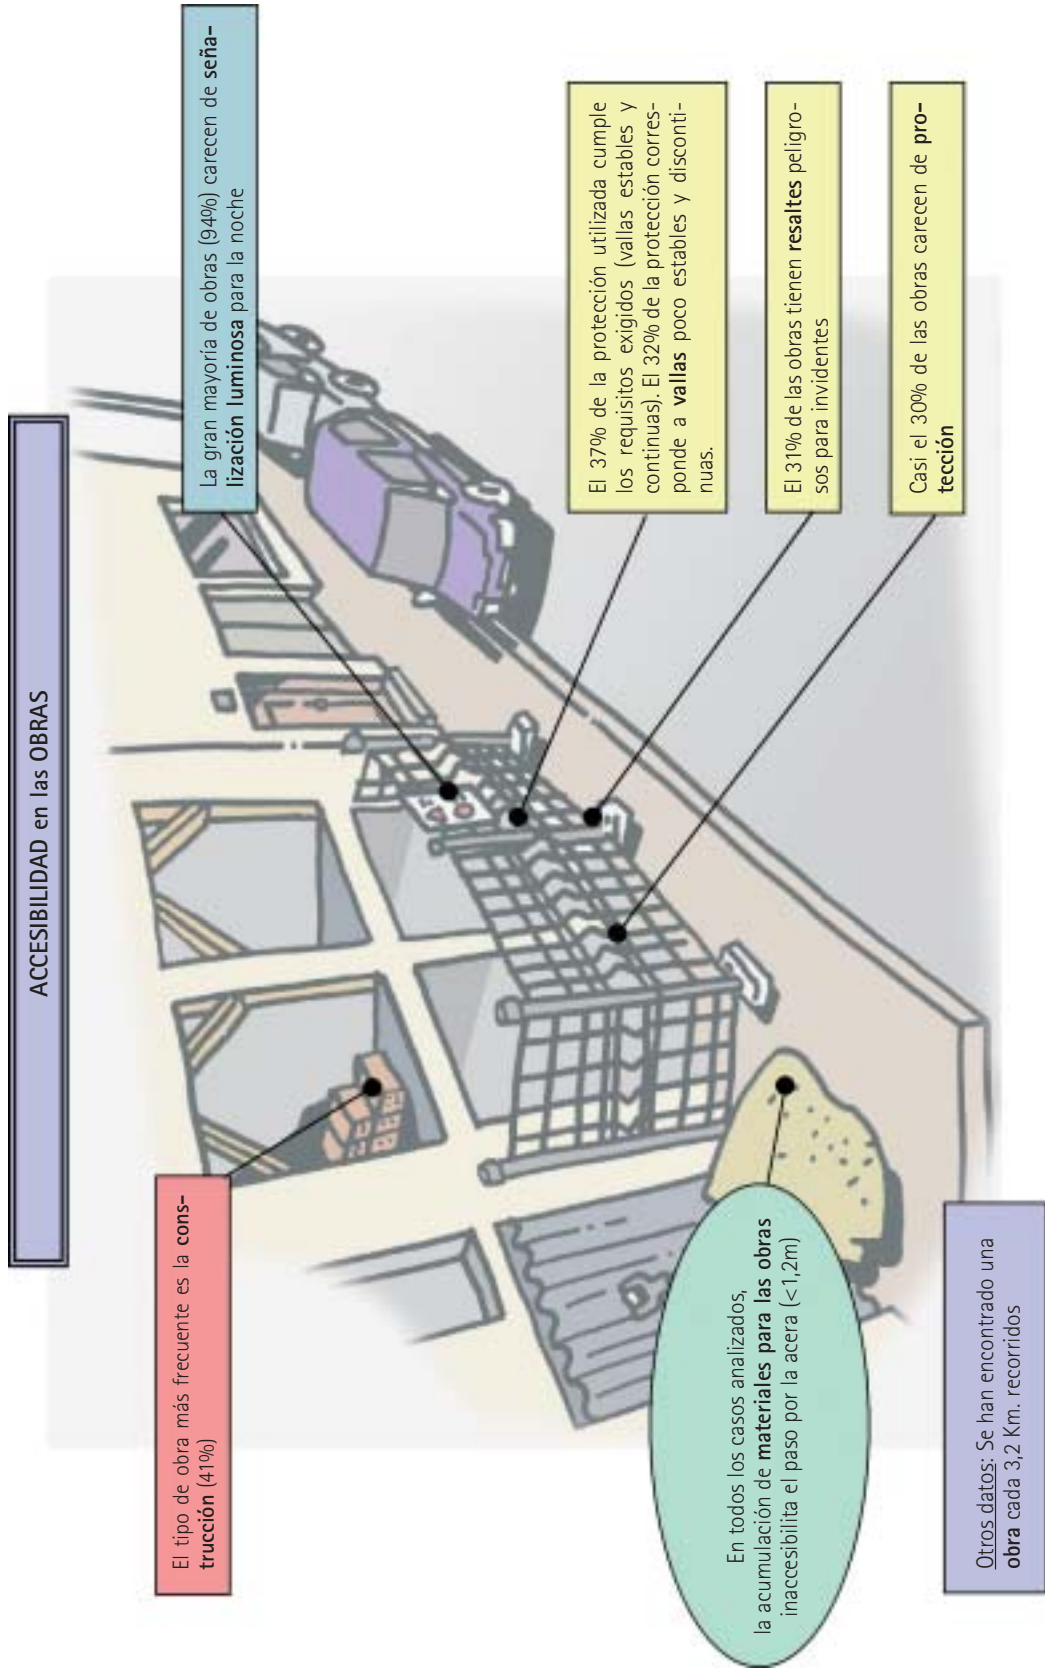 ACCESIBILIDAD en las OBRAS
El tipo de obra más frecuente es la cons-
trucción (41%)
La gran mayoría de obras (94%) carecen de seña-
lización luminosa para la noche
El 37% de la protección utilizada cumple
los requisitos exigidos (vallas estables y
continuas). El 32% de la protección corres-
ponde a vallas poco estables y disconti-
nuas.
El 31% de las obras tienen resaltes peligro-
sos para invidentes
Casi el 30% de las obras carecen de pro-
tección
En todos los casos analizados,
la acumulación de materiales para las obras
inaccesibilita el paso por la acera (<1,2m)
Otros datos: Se han encontrado una
obra cada 3,2 Km. recorridos